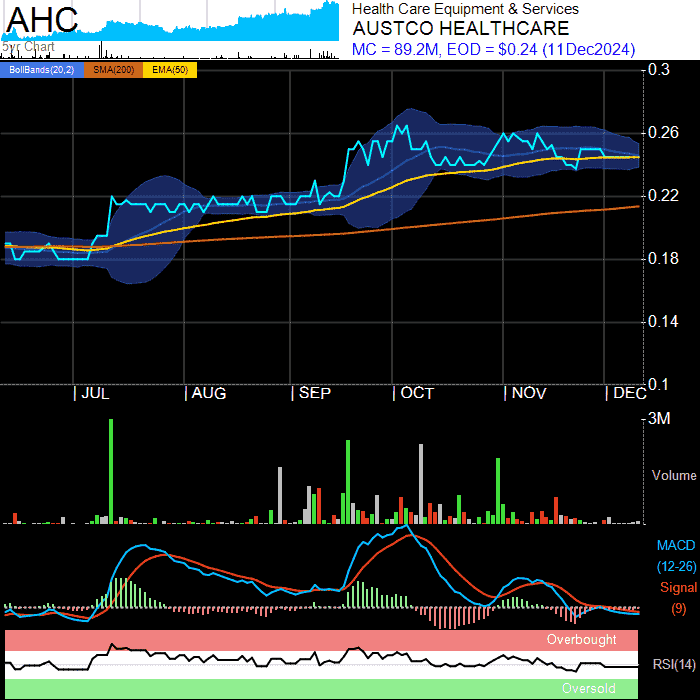 AHC
5yr Chart
Health Care Equipment & Services
AUSTCO HEALTHCARE
MC = 89.2M, EOD = $0.24 (11Dec2024)
BollBands(20,2) SMA(200) EMA(50)
0.3
0.26
0.22
0.18
0.14
0.1
JUL AUG SEP OCT NOV DEC
3M
Volume
MACD
(12-26)
Signal
(9)
Overbought
RSI(14)
Oversold